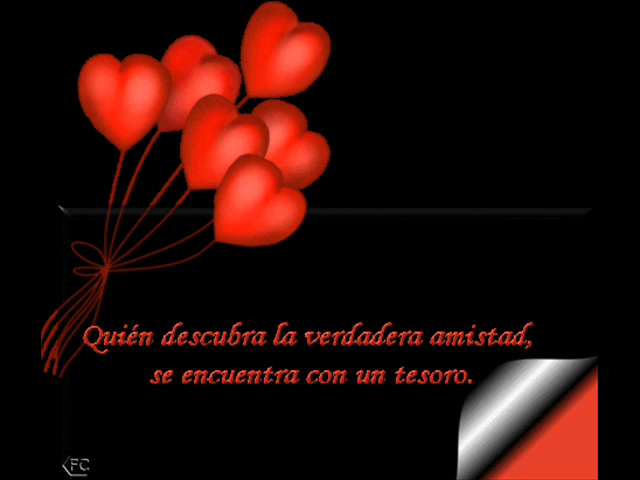 Quién descubra la verdadera amistad,
se encuentra con un tesoro.
FC